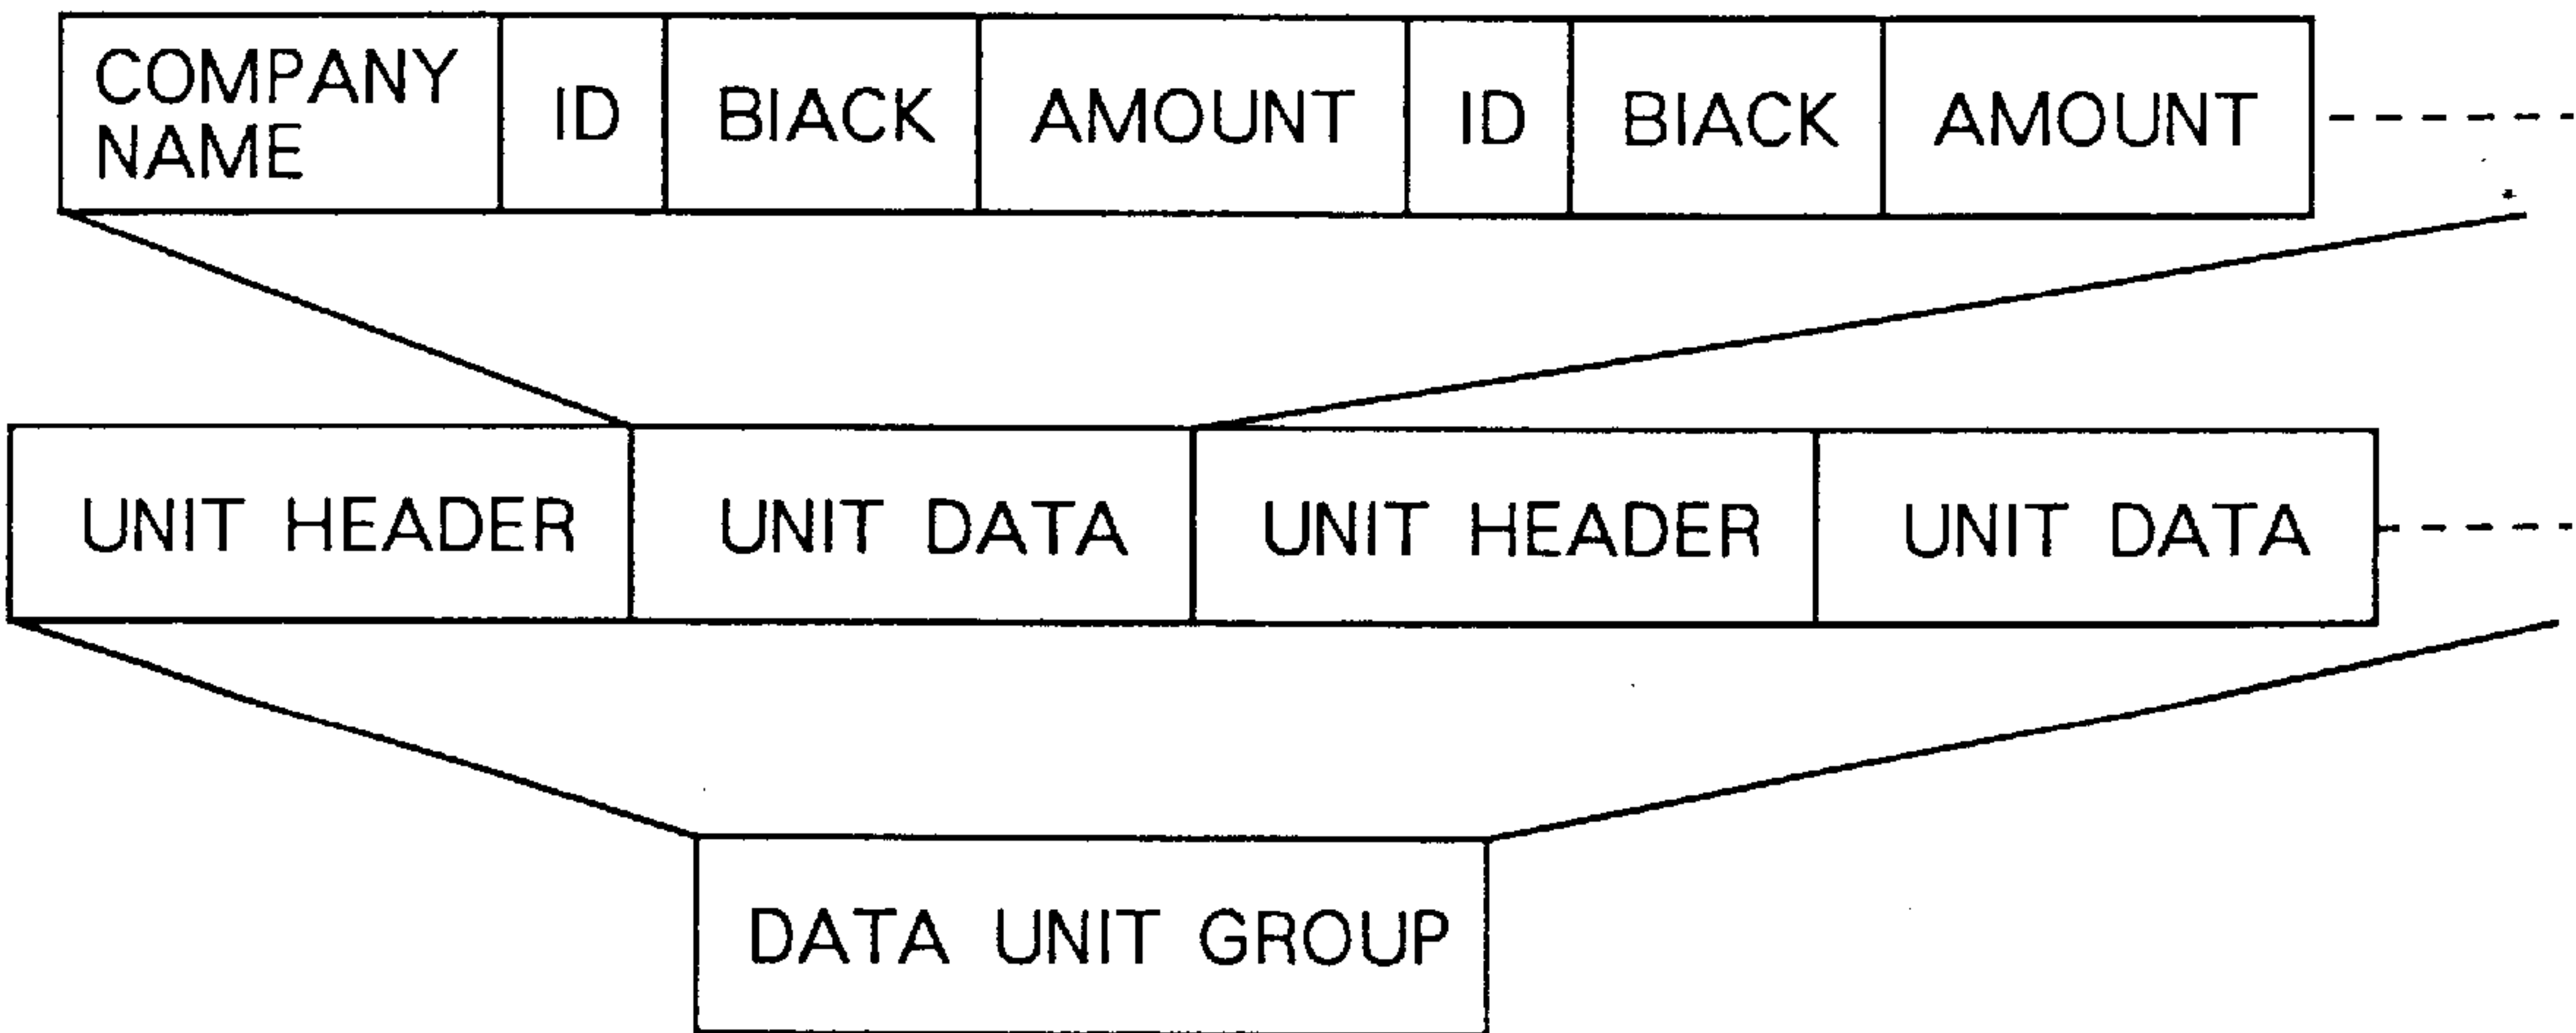 COMPANY NAME ID BIACK AMOUNT ID BIACK AMOUNT
UNIT HEADER UNIT DATA UNIT HEADER UNIT DATA
DATA UNIT GROUP